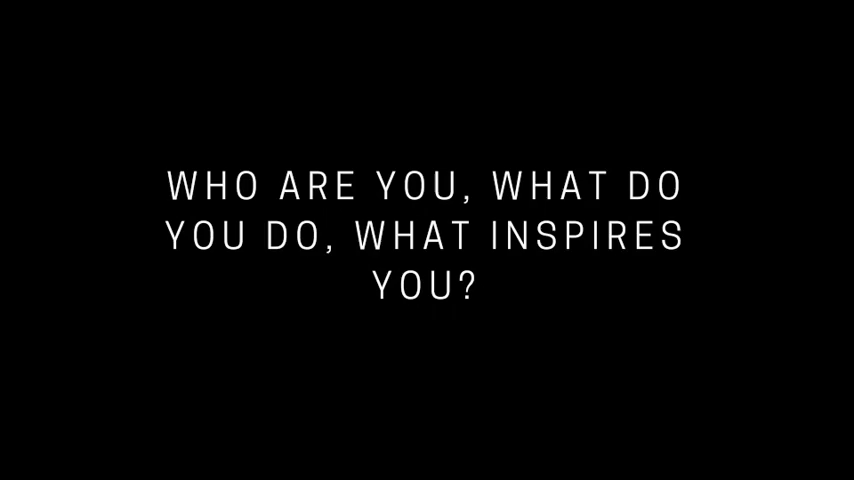 WHO ARE YOU, WHAT DO
YOU DO, WHAT INSPIRES
YOU?